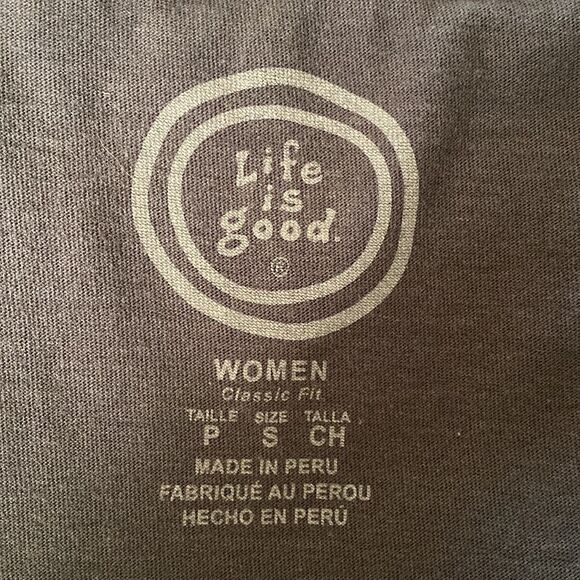 Life
is
good.
®
WOMEN
Classic Fit
TAILLE SIZE TALLA
P S CH
MADE IN PERU
FABRIQUÉ AU PEROU
HECHO EN PERÚ